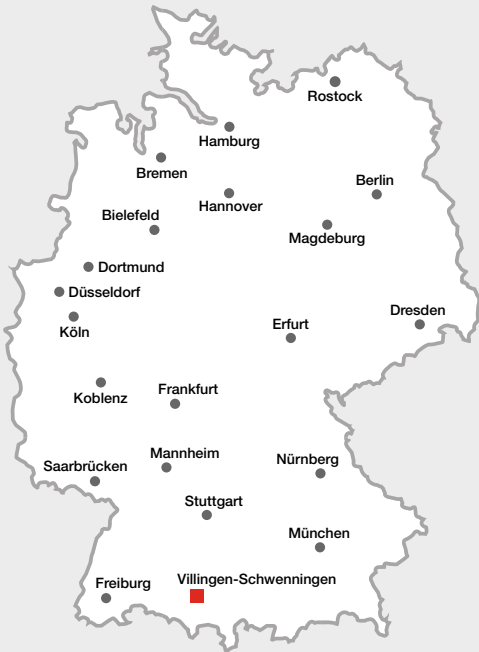 Rostock
Hamburg
Bremen
Berlin
Hannover
Bielefeld
Magdeburg
Dortmund
Düsseldorf
Dresden
Köln
Erfurt
Koblenz
Frankfurt
Mannheim
Nürnberg
Saarbrücken
Stuttgart
München
Villingen-Schwenningen
Freiburg